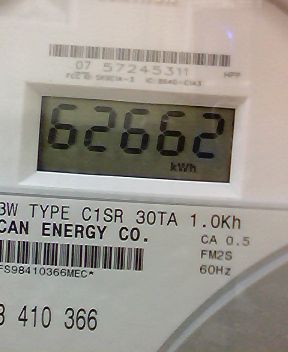 07 57245311
HPP
62662
kWh
3W TYPE C1SR 30TA 1.0Kh
CAN ENERGY CO.
CA 0.5
FM2S
60Hz
FS98410366MEC*
3 410 366